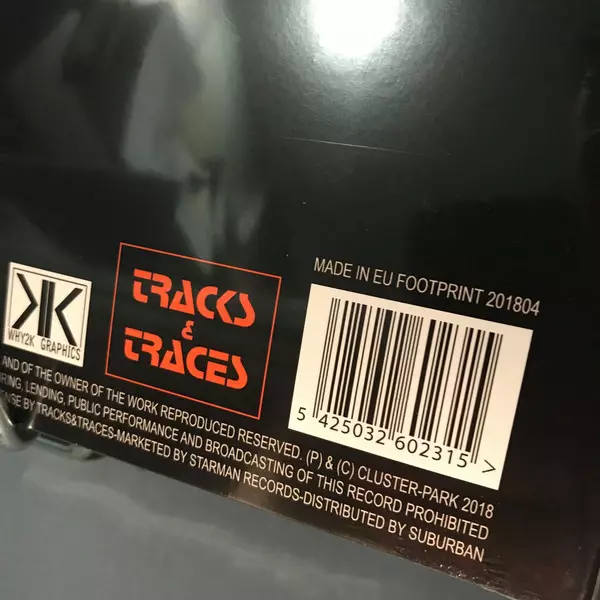 MADE IN EU FOOTPRINT 201804
WHY2K GRAPHICS
TRACKS
&
TRACES
5 425032 602315 >
AND OF THE OWNER OF THE WORK REPRODUCED RESERVED. (P) & (C) CLUSTER-PARK 2018
LENDING, PUBLIC PERFORMANCE AND BROADCASTING OF THIS RECORD PROHIBITED
BY TRACKS&TRACES-MARKETED BY STARMAN RECORDS-DISTRIBUTED BY SUBURBAN